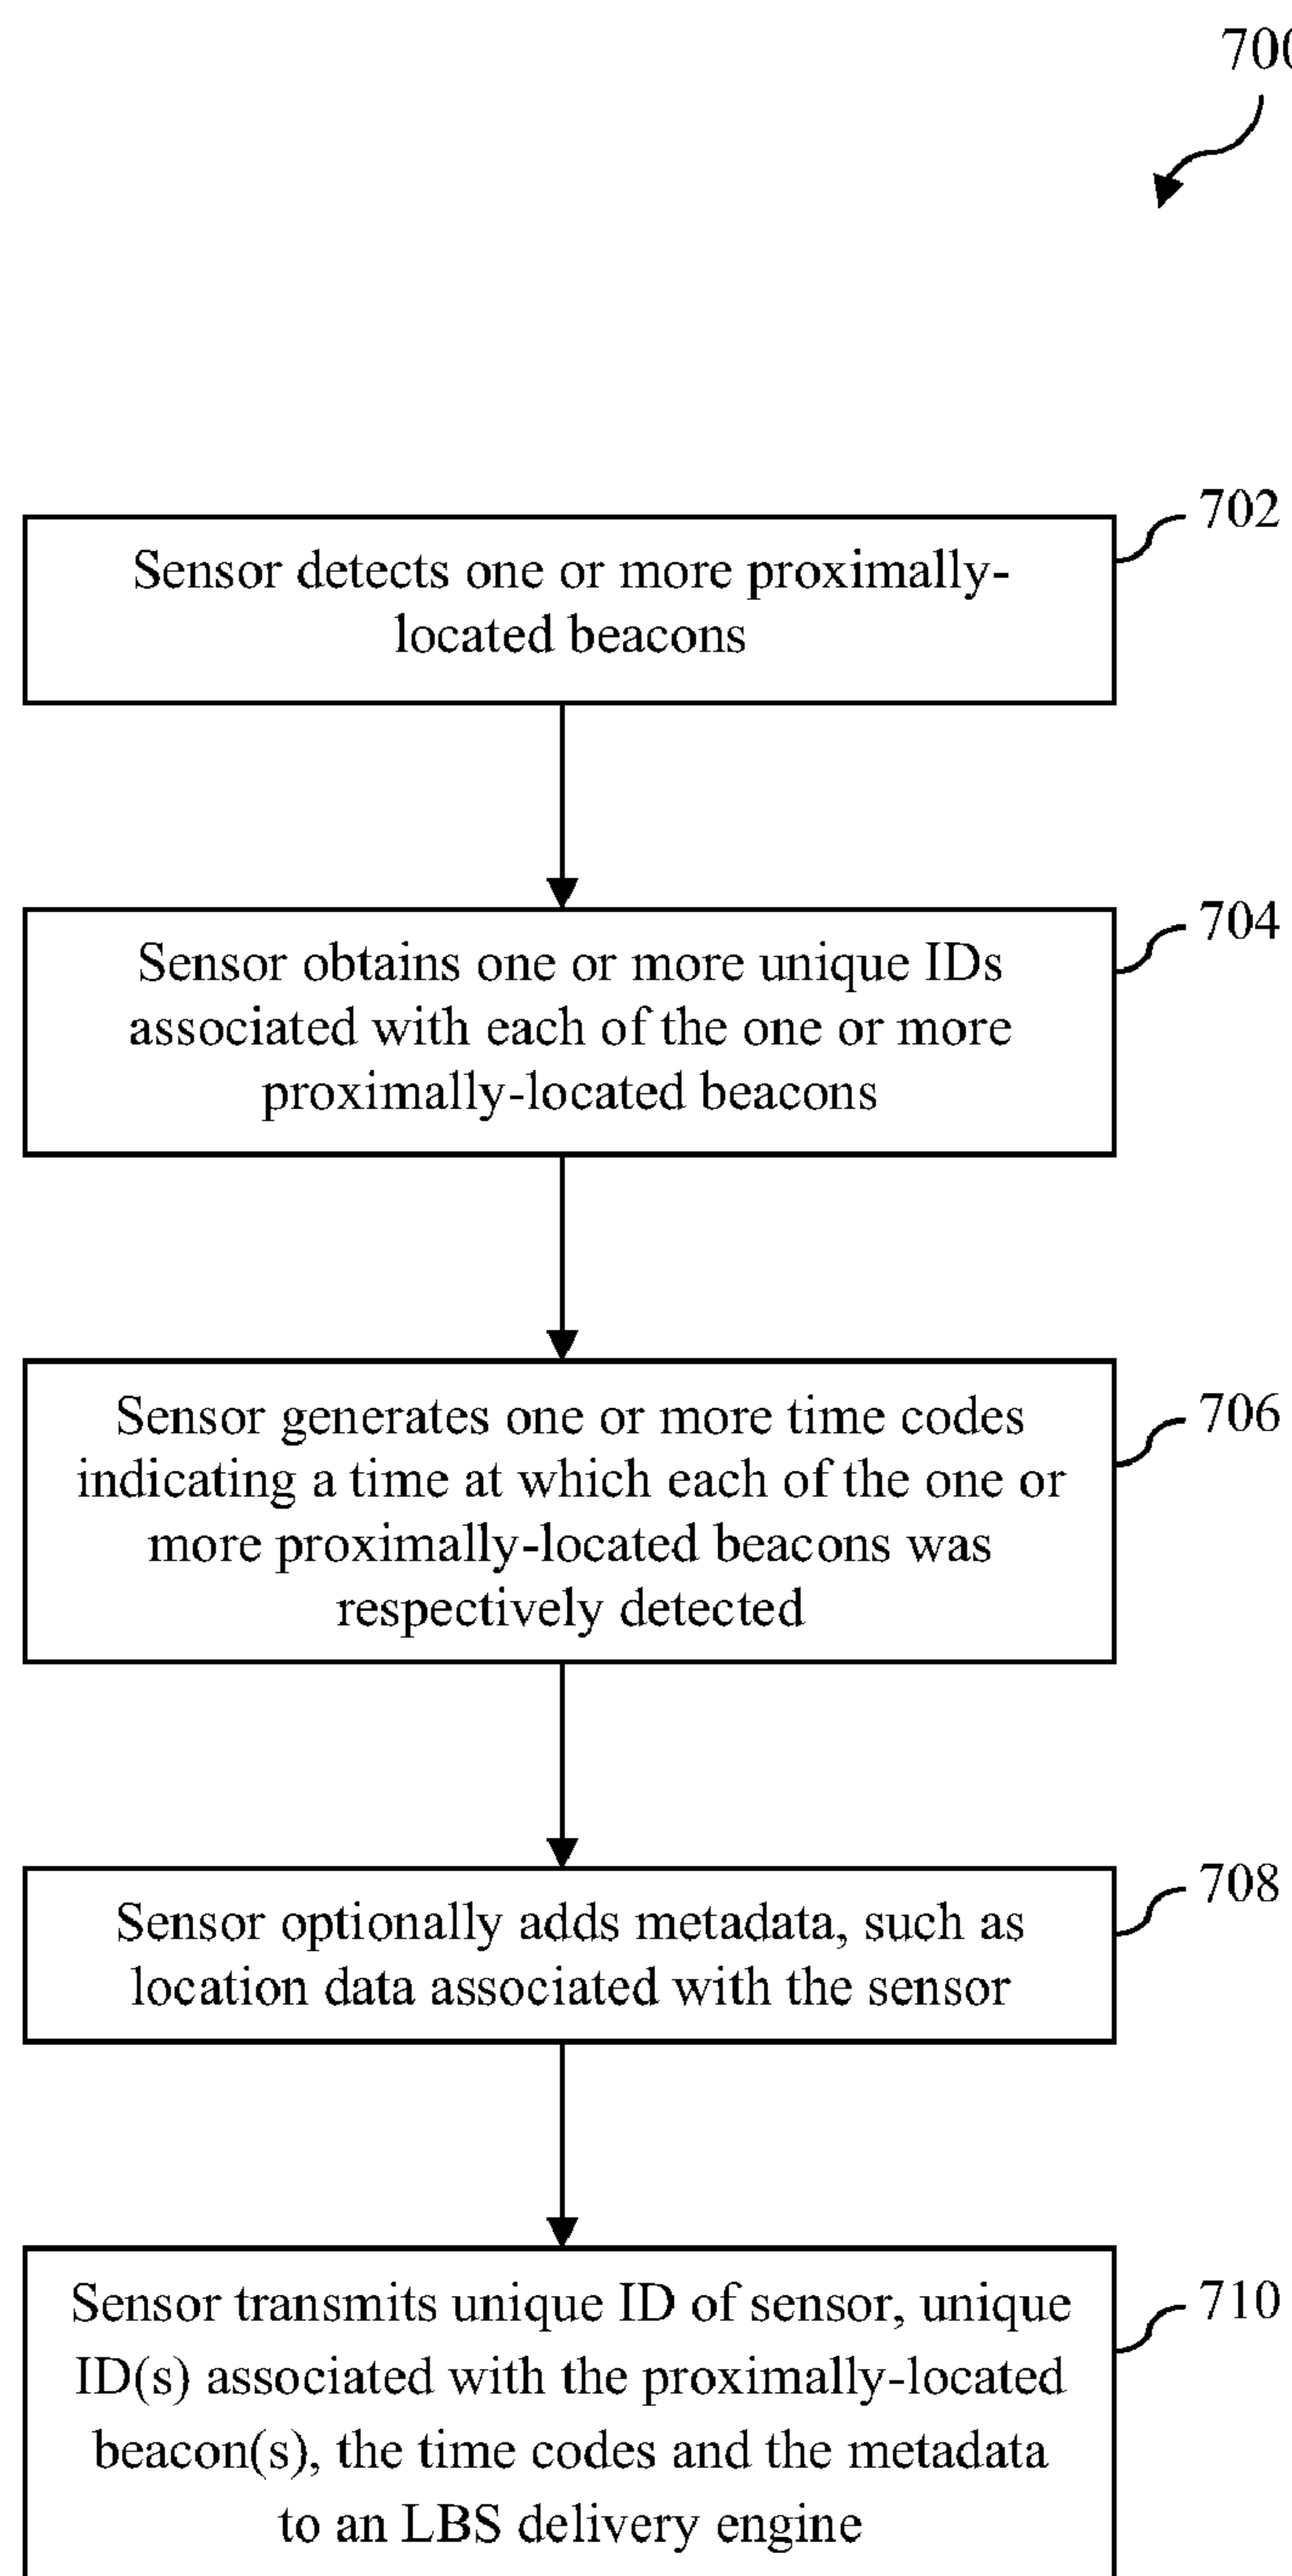 700
702
Sensor detects one or more proximally-
located beacons
704
Sensor obtains one or more unique IDs
associated with each of the one or more
proximally-located beacons
706
Sensor generates one or more time codes
indicating a time at which each of the one or
more proximally-located beacons was
respectively detected
708
Sensor optionally adds metadata, such as
location data associated with the sensor
710
Sensor transmits unique ID of sensor, unique
ID(s) associated with the proximally-located
beacon(s), the time codes and the metadata
to an LBS delivery engine